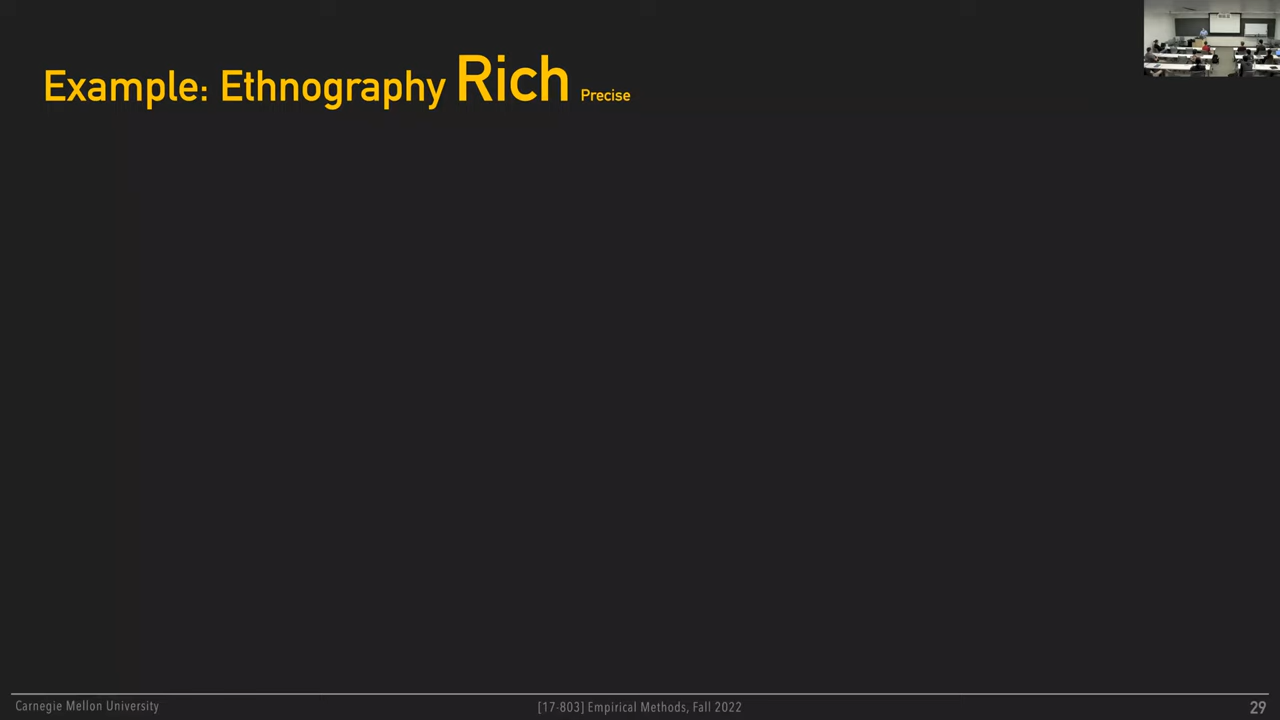 Example: Ethnography Rich Precise
Carnegie Mellon University
[17-803] Empirical Methods, Fall 2022
29